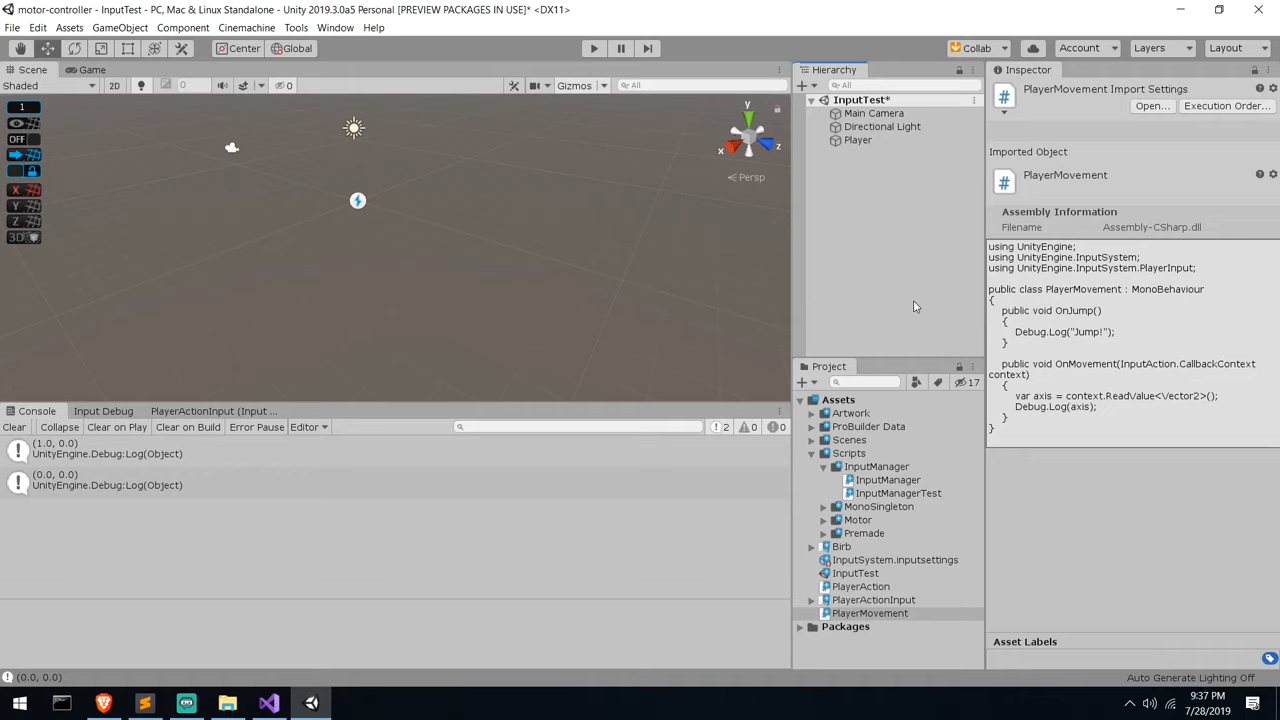 motor-controller - InputTest - PC, Mac & Linux Standalone - Unity 2019.3.0a5 Personal [PREVIEW PACKAGES IN USE]* <DX11>
File Edit Assets GameObject Component Cinemachine Tools Window Help
Center Global Collab Account Layers Layout
Scene Game
Shaded 2D 0 0 Gizmos All
1
OFF
X
Y
Z
3D
y
x z
Persp
Hierarchy
All
InputTest*
Main Camera
Directional Light
Player
Inspector
PlayerMovement Import Settings
Open... Execution Order...
Imported Object
PlayerMovement
Assembly Information
Filename Assembly-CSharp.dll
using UnityEngine;
using UnityEngine.InputSystem;
using UnityEngine.InputSystem.PlayerInput;
public class PlayerMovement : MonoBehaviour
{
public void OnJump()
{
Debug.Log("Jump!");
}
public void OnMovement(InputAction.CallbackContext
context)
{
var axis = context.ReadValue<Vector2>();
Debug.Log(axis);
}
}
Asset Labels
Project
17
Assets
Artwork
ProBuilder Data
Scenes
Scripts
InputManager
InputManager
InputManagerTest
MonoSingleton
Motor
Premade
Birb
InputSystem.inputsettings
InputTest
PlayerAction
PlayerActionInput
PlayerMovement
Packages
Console Input Debug PlayerActionInput (Input ...
Clear Collapse Clear on Play Clear on Build Error Pause Editor 2 0 0
(1.0, 0.0)
UnityEngine.Debug:Log(Object)
(0.0, 0.0)
UnityEngine.Debug:Log(Object)
(0.0, 0.0) Auto Generate Lighting Off
9:37 PM
7/28/2019